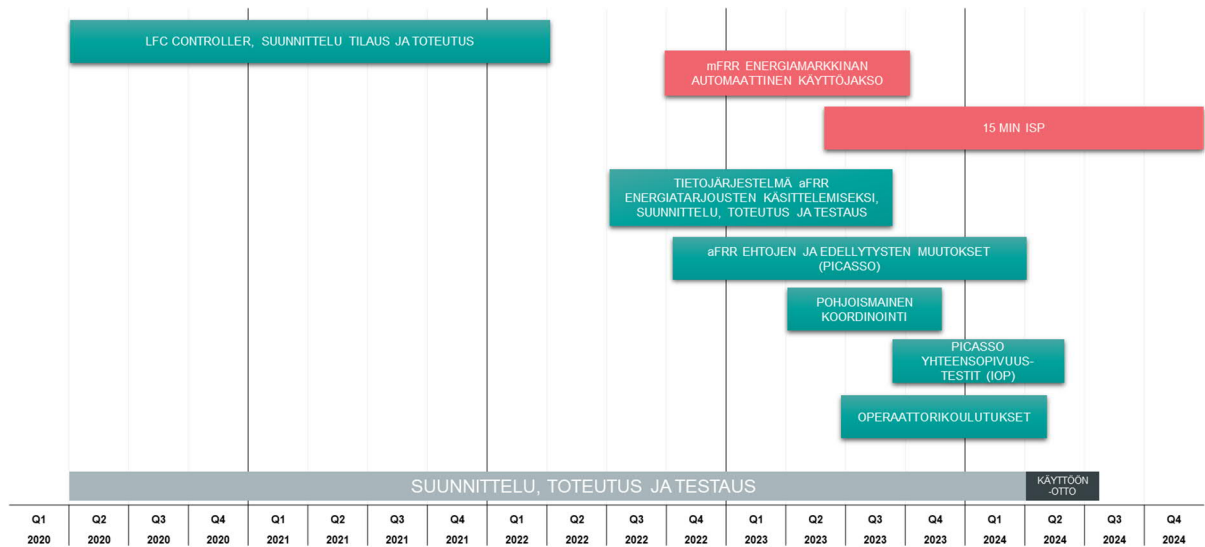 LFC CONTROLLER, SUUNNITTELU TILAUS JA TOTEUTUS
mFRR ENERGIAMARKKINAN
AUTOMAATTINEN KÄYTTÖJAKSO
15 MIN ISP
TIETOJÄRJESTELMÄ aFRR
ENERGIATARJOUSTEN KÄSITTELEMISEKSI,
SUUNNITTELU, TOTEUTUS JA TESTAUS
aFRR EHTOJEN JA EDELLYTYSTEN MUUTOKSET
(PICASSO)
POHJOISMAINEN
KOORDINOINTI
PICASSO
YHTEENSOPIVUUS-
TESTIT (IOP)
OPERAATTORIKOULUTUKSET
SUUNNITTELU, TOTEUTUS JA TESTAUS
KÄYTTÖÖN
-OTTO
Q1 Q2 Q3 Q4 Q1 Q2 Q3 Q4 Q1 Q2 Q3 Q4 Q1 Q2 Q3 Q4 Q1 Q2 Q3 Q4
2020 2020 2020 2020 2021 2021 2021 2021 2022 2022 2022 2022 2023 2023 2023 2023 2024 2024 2024 2024